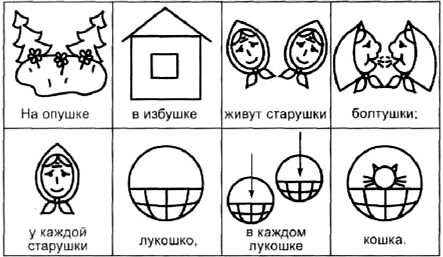 На опушке
в избушке
живут старушки
болтушки;
у каждой
старушки
лукошко,
в каждом
лукошке
кошка.